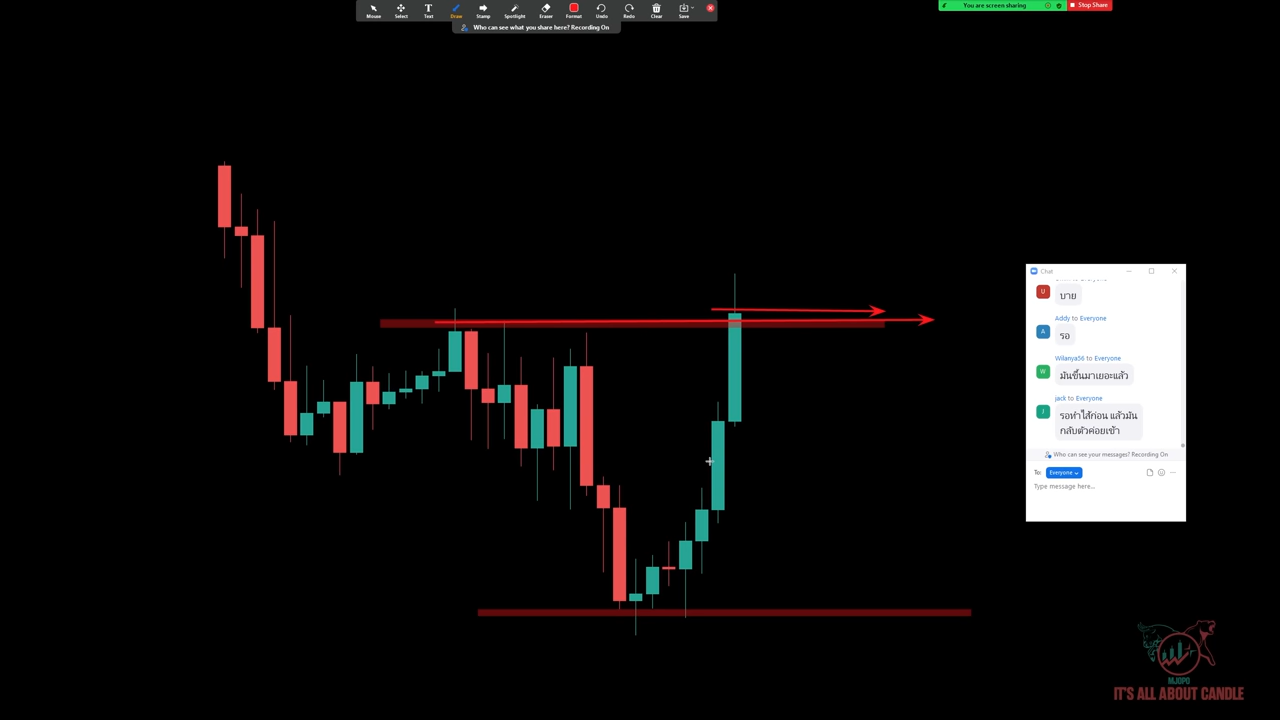 Mouse
Select
Text
Draw
Stamp
Spotlight
Eraser
Format
Undo
Redo
Clear
Save
You are screen sharing
Stop Share
Who can see what you share here? Recording On
Chat
U
บาย
Addy to Everyone
A
รอ
Wilanya56 to Everyone
W
มันขึ้นมาเยอะแล้ว
jack to Everyone
J
รอทำไส้ก่อน แล้วมัน
กลับตัวค่อยเข้า
Who can see your messages? Recording On
To:
Everyone
Type message here...
MJOPO
IT'S ALL ABOUT CANDLE